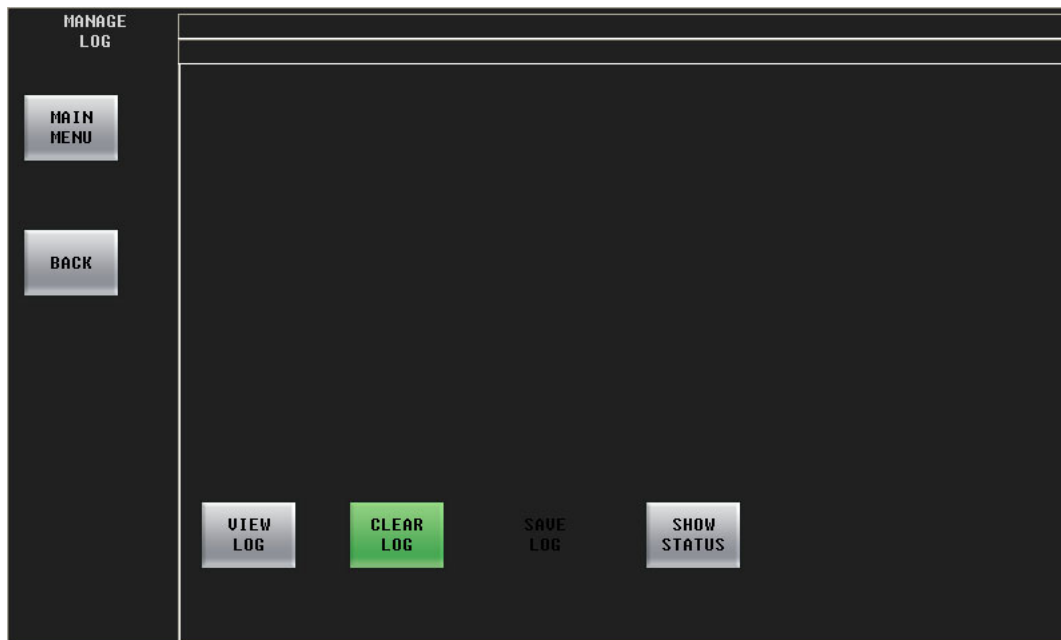 MANAGE
LOG
MAIN
MENU
BACK
VIEW
LOG
CLEAR
LOG
SAVE
LOG
SHOW
STATUS